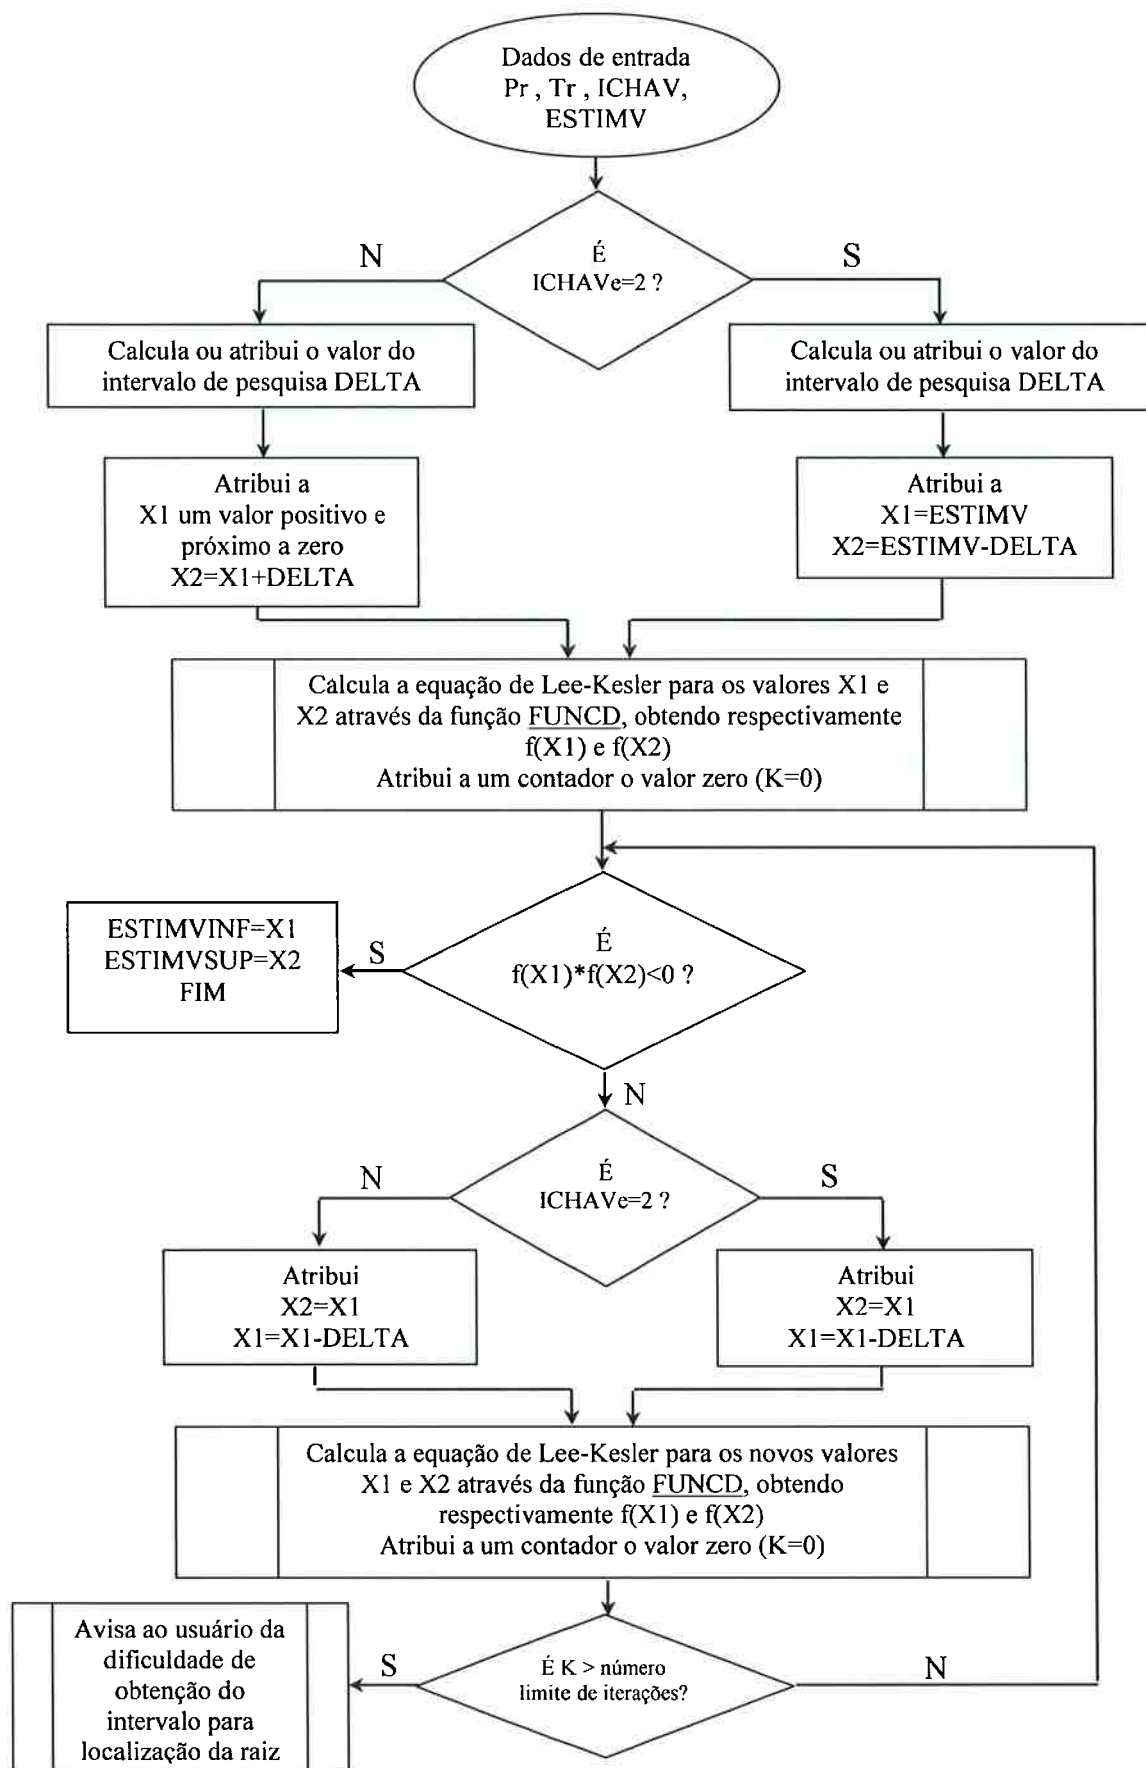 Dados de entrada
Pr , Tr , ICHAV,
ESTIMV
É
ICHAVe=2 ?
N
S
Calcula ou atribui o valor do
intervalo de pesquisa DELTA
Calcula ou atribui o valor do
intervalo de pesquisa DELTA
Atribui a
X1 um valor positivo e
próximo a zero
X2=X1+DELTA
Atribui a
X1=ESTIMV
X2=ESTIMV-DELTA
Calcula a equação de Lee-Kesler para os valores X1 e
X2 através da função FUNCD, obtendo respectivamente
f(X1) e f(X2)
Atribui a um contador o valor zero (K=0)
É
f(X1)*f(X2)<0 ?
S
ESTIMVINF=X1
ESTIMVSUP=X2
FIM
N
É
ICHAVe=2 ?
N
S
Atribui
X2=X1
X1=X1-DELTA
Atribui
X2=X1
X1=X1-DELTA
Calcula a equação de Lee-Kesler para os novos valores
X1 e X2 através da função FUNCD, obtendo
respectivamente f(X1) e f(X2)
Atribui a um contador o valor zero (K=0)
É K > número
limite de iterações?
S
N
Avisa ao usuário da
dificuldade de
obtenção do
intervalo para
localização da raiz